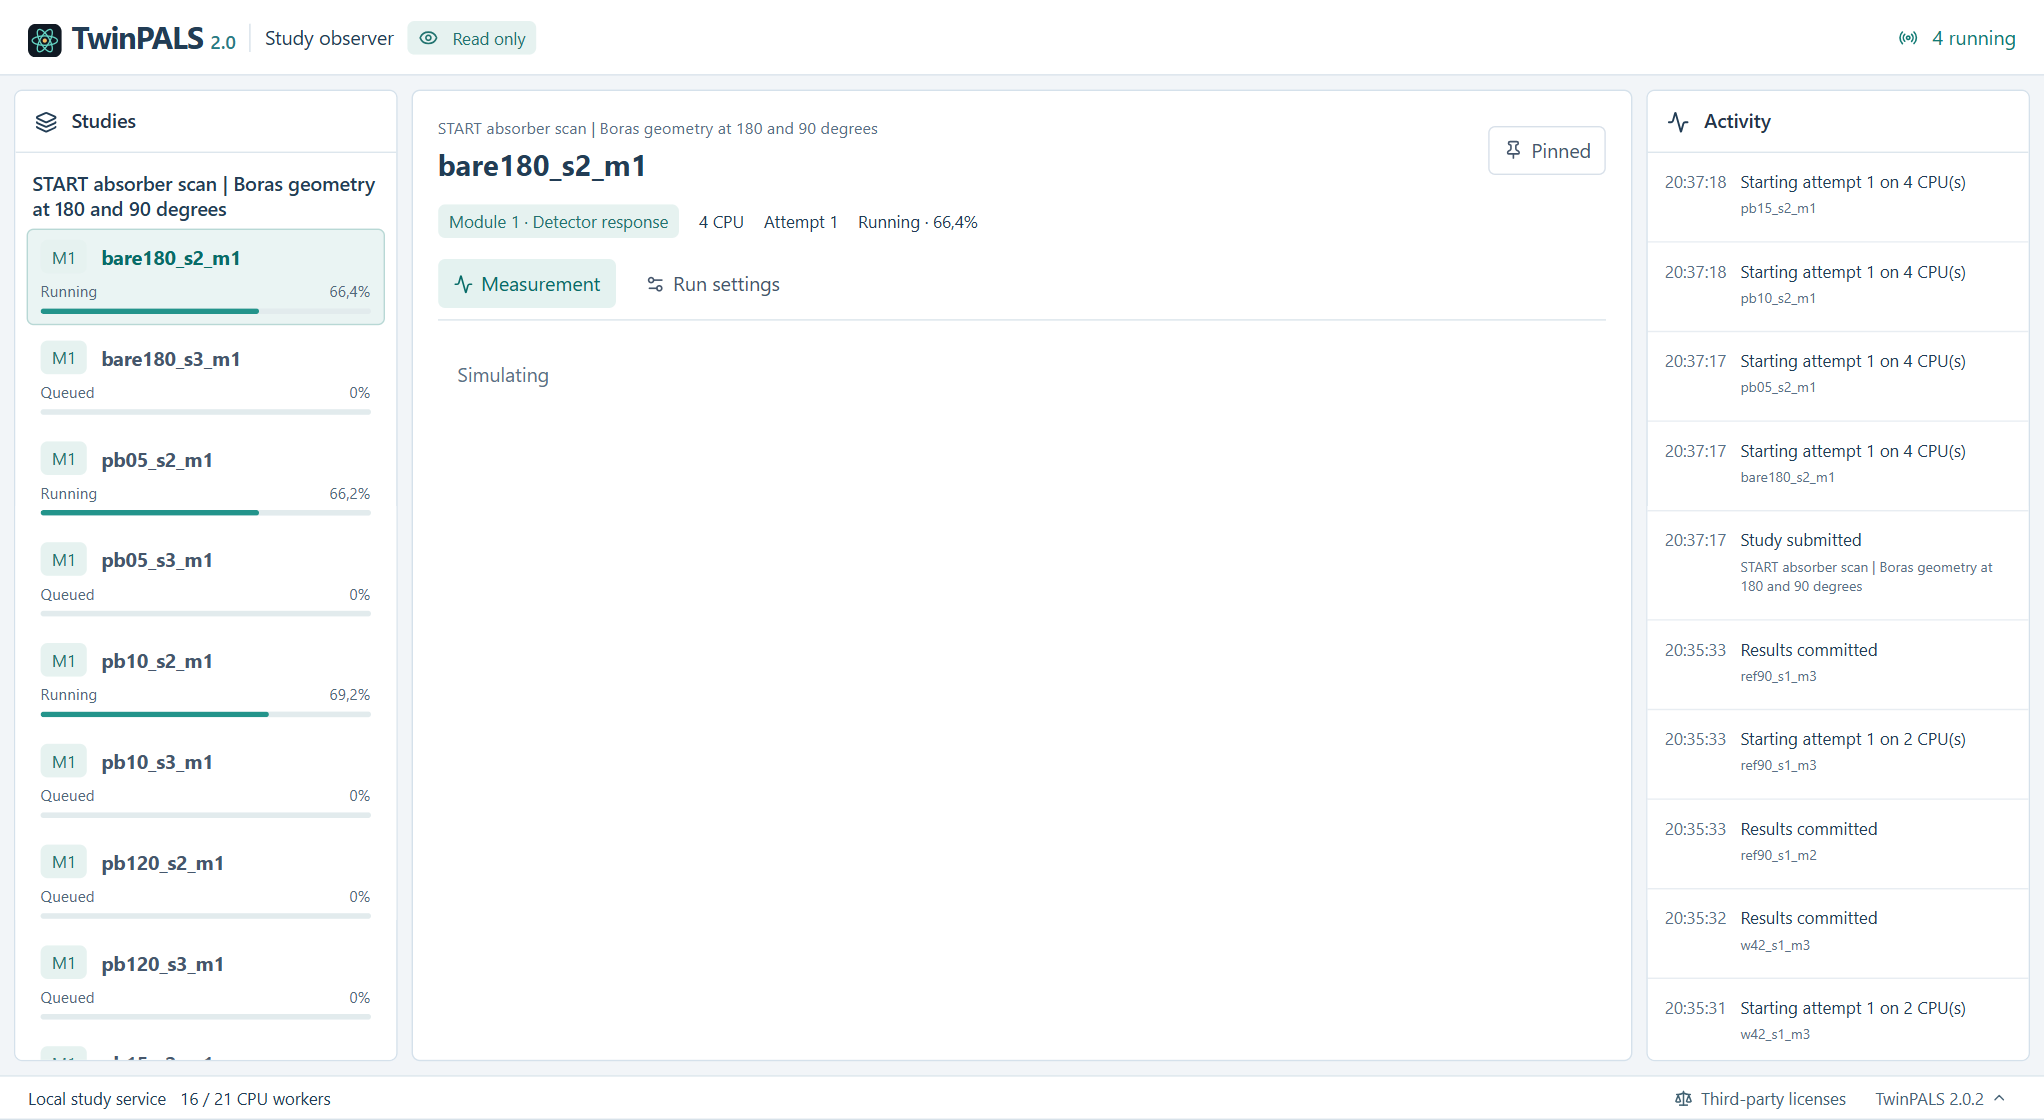 TwinPALS 2.0
Study observer
Read only
4 running
Studies
START absorber scan | Boras geometry
at 180 and 90 degrees
M1 bare180_s2_m1
Running 66,4%
M1 bare180_s3_m1
Queued 0%
M1 pb05_s2_m1
Running 66,2%
M1 pb05_s3_m1
Queued 0%
M1 pb10_s2_m1
Running 69,2%
M1 pb10_s3_m1
Queued 0%
M1 pb120_s2_m1
Queued 0%
M1 pb120_s3_m1
Queued 0%
START absorber scan | Boras geometry at 180 and 90 degrees
bare180_s2_m1
Pinned
Module 1 · Detector response 4 CPU Attempt 1 Running · 66,4%
Measurement Run settings
Simulating
Activity
20:37:18 Starting attempt 1 on 4 CPU(s)
pb15_s2_m1
20:37:18 Starting attempt 1 on 4 CPU(s)
pb10_s2_m1
20:37:17 Starting attempt 1 on 4 CPU(s)
pb05_s2_m1
20:37:17 Starting attempt 1 on 4 CPU(s)
bare180_s2_m1
20:37:17 Study submitted
START absorber scan | Boras geometry at
180 and 90 degrees
20:35:33 Results committed
ref90_s1_m3
20:35:33 Starting attempt 1 on 2 CPU(s)
ref90_s1_m3
20:35:33 Results committed
ref90_s1_m2
20:35:32 Results committed
w42_s1_m3
20:35:31 Starting attempt 1 on 2 CPU(s)
w42_s1_m3
Local study service 16 / 21 CPU workers
Third-party licenses
TwinPALS 2.0.2